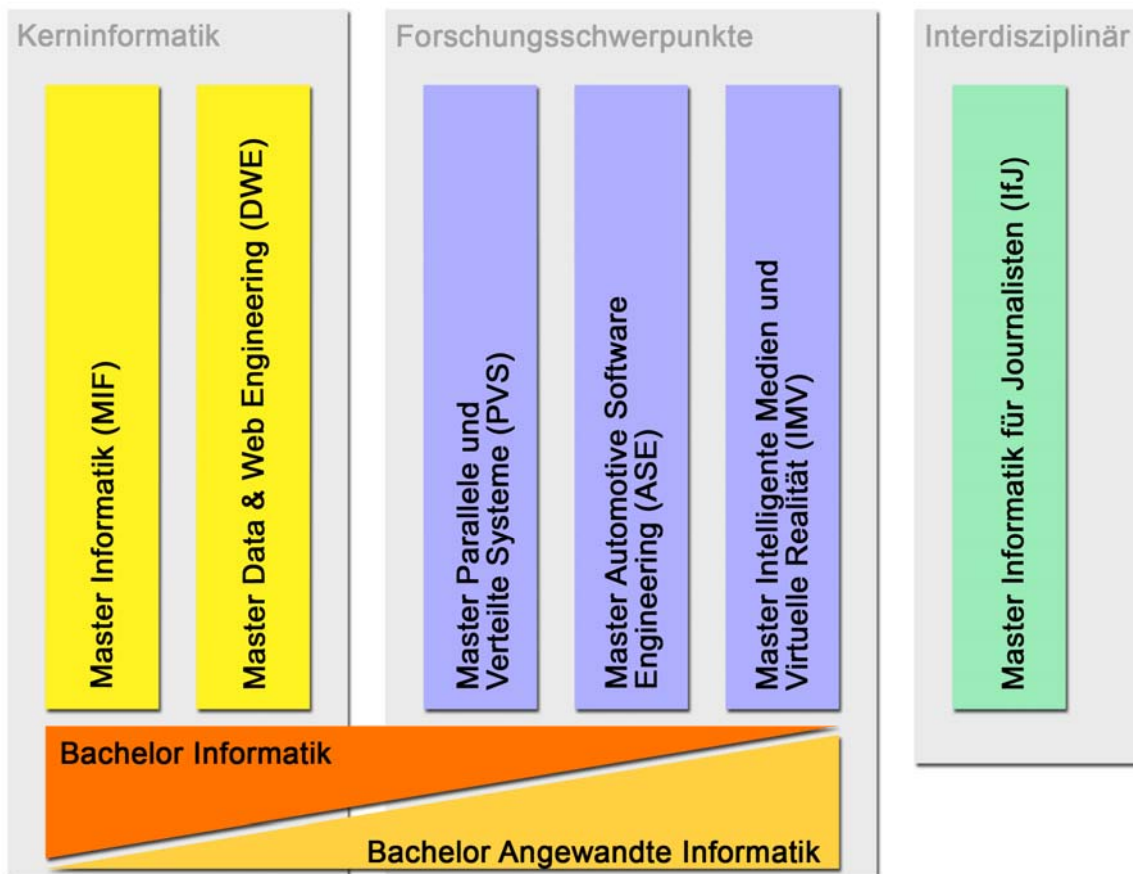 Kerninformatik
Master Informatik (MIF)
Master Data & Web Engineering (DWE)
Forschungsschwerpunkte
Master Parallele und
Verteilte Systeme (PVS)
Master Automotive Software
Engineering (ASE)
Master Intelligente Medien und
Virtuelle Realität (IMV)
Interdisziplinär
Master Informatik für Journalisten (IfJ)
Bachelor Informatik
Bachelor Angewandte Informatik